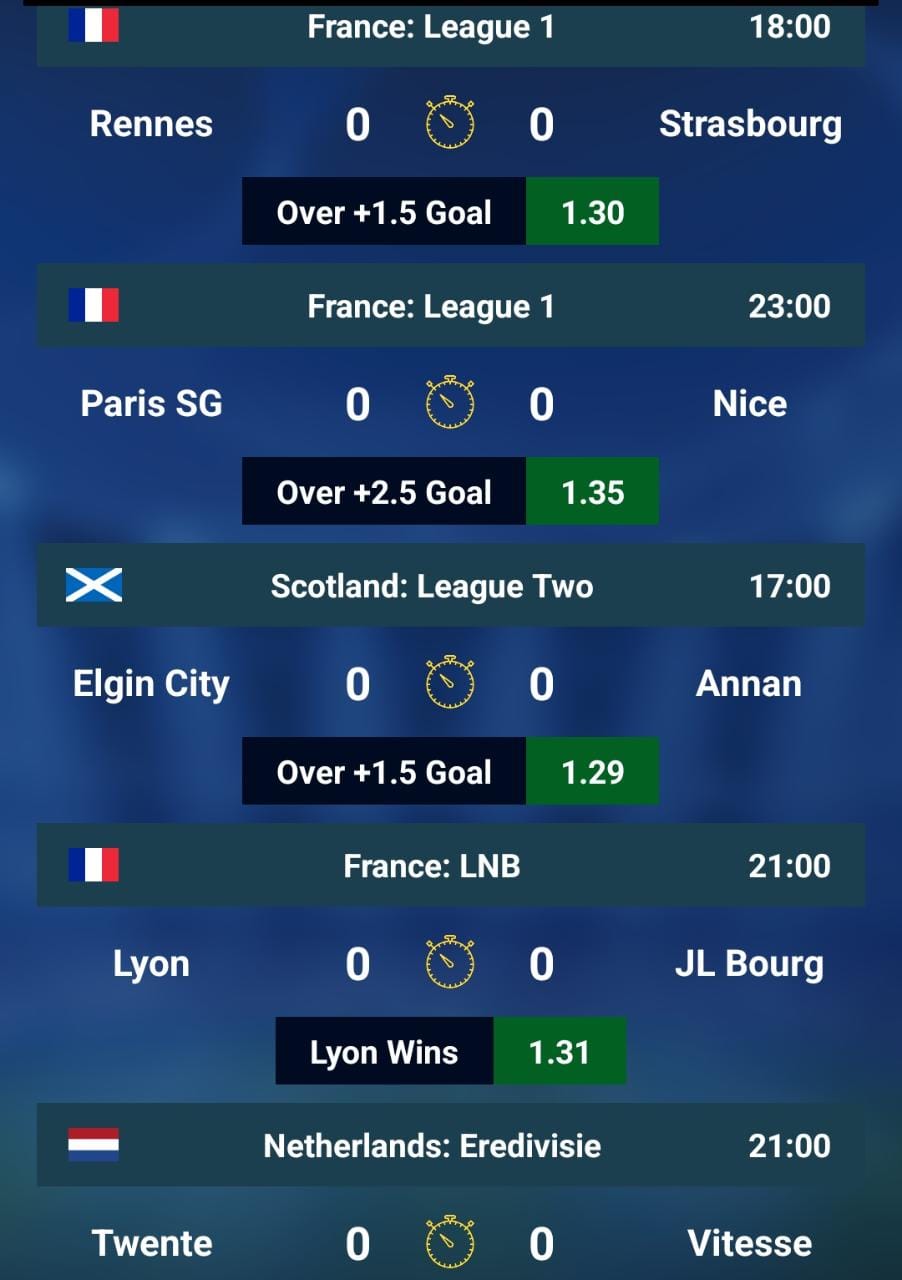 France: League 1 18:00
Rennes 0 0 Strasbourg
Over +1.5 Goal 1.30
France: League 1 23:00
Paris SG 0 0 Nice
Over +2.5 Goal 1.35
Scotland: League Two 17:00
Elgin City 0 0 Annan
Over +1.5 Goal 1.29
France: LNB 21:00
Lyon 0 0 JL Bourg
Lyon Wins 1.31
Netherlands: Eredivisie 21:00
Twente 0 0 Vitesse